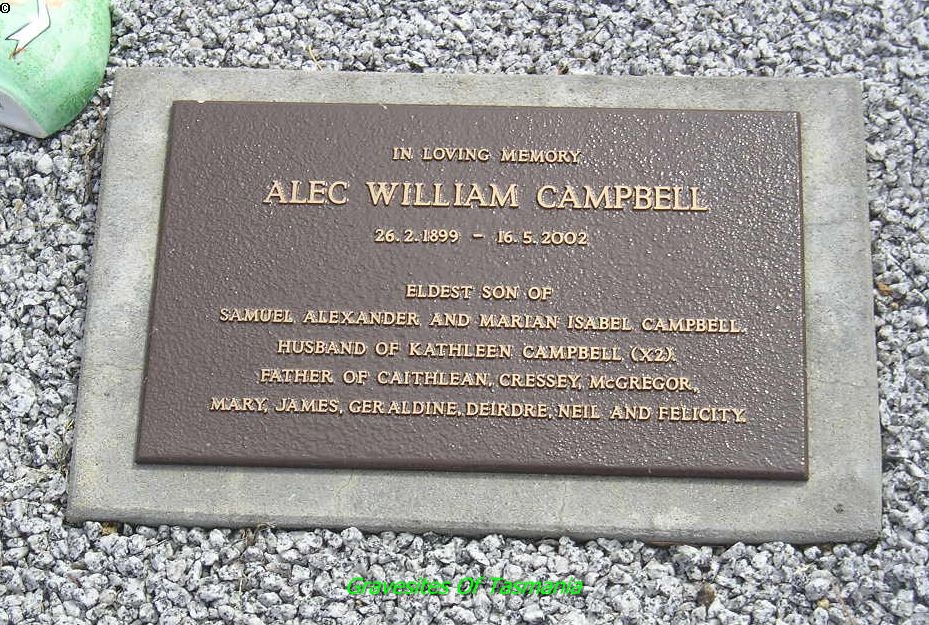 ©
IN LOVING MEMORY
ALEC WILLIAM CAMPBELL
26.2.1899 - 16.5.2002
ELDEST SON OF
SAMUEL ALEXANDER AND MARIAN ISABEL CAMPBELL.
HUSBAND OF KATHLEEN CAMPBELL (X2).
FATHER OF CAITHLEAN, CRESSEY, McGREGOR,
MARY, JAMES, GERALDINE, DEIRDRE, NEIL AND FELICITY.
Gravesites Of Tasmania